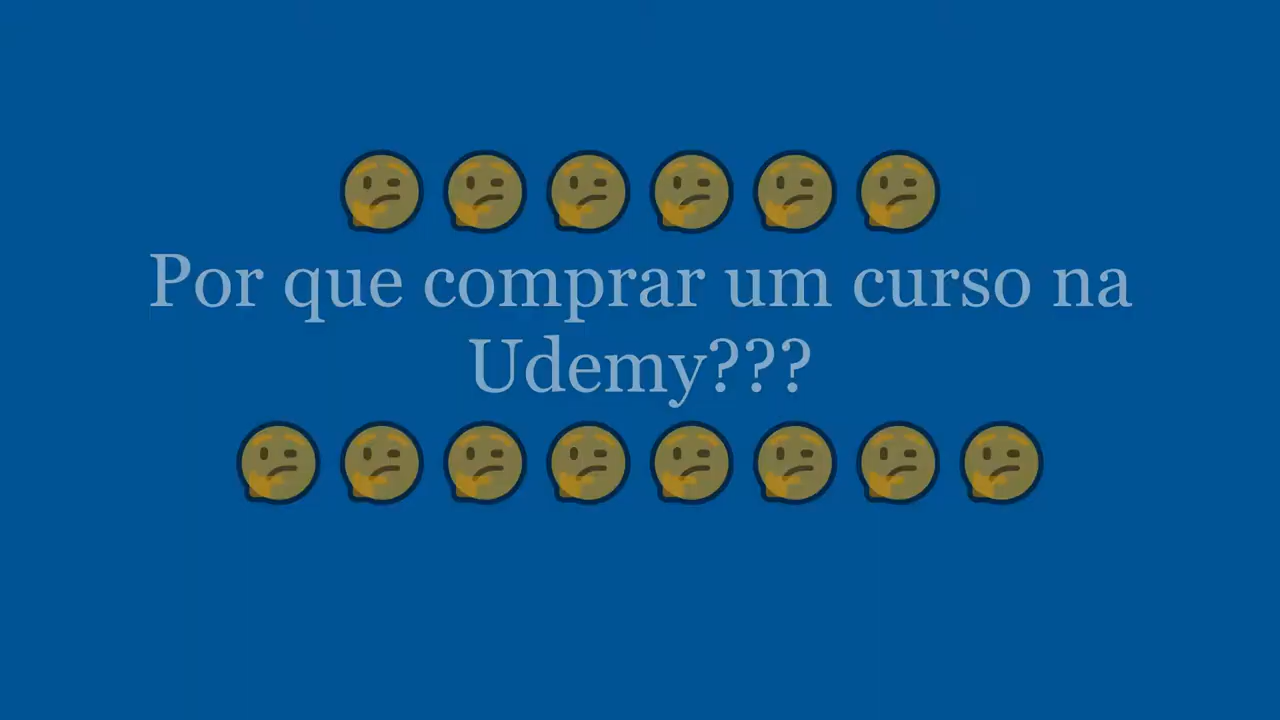 🤔🤔🤔🤔🤔🤔
Por que comprar um curso na
Udemy???
🤔🤔🤔🤔🤔🤔🤔🤔